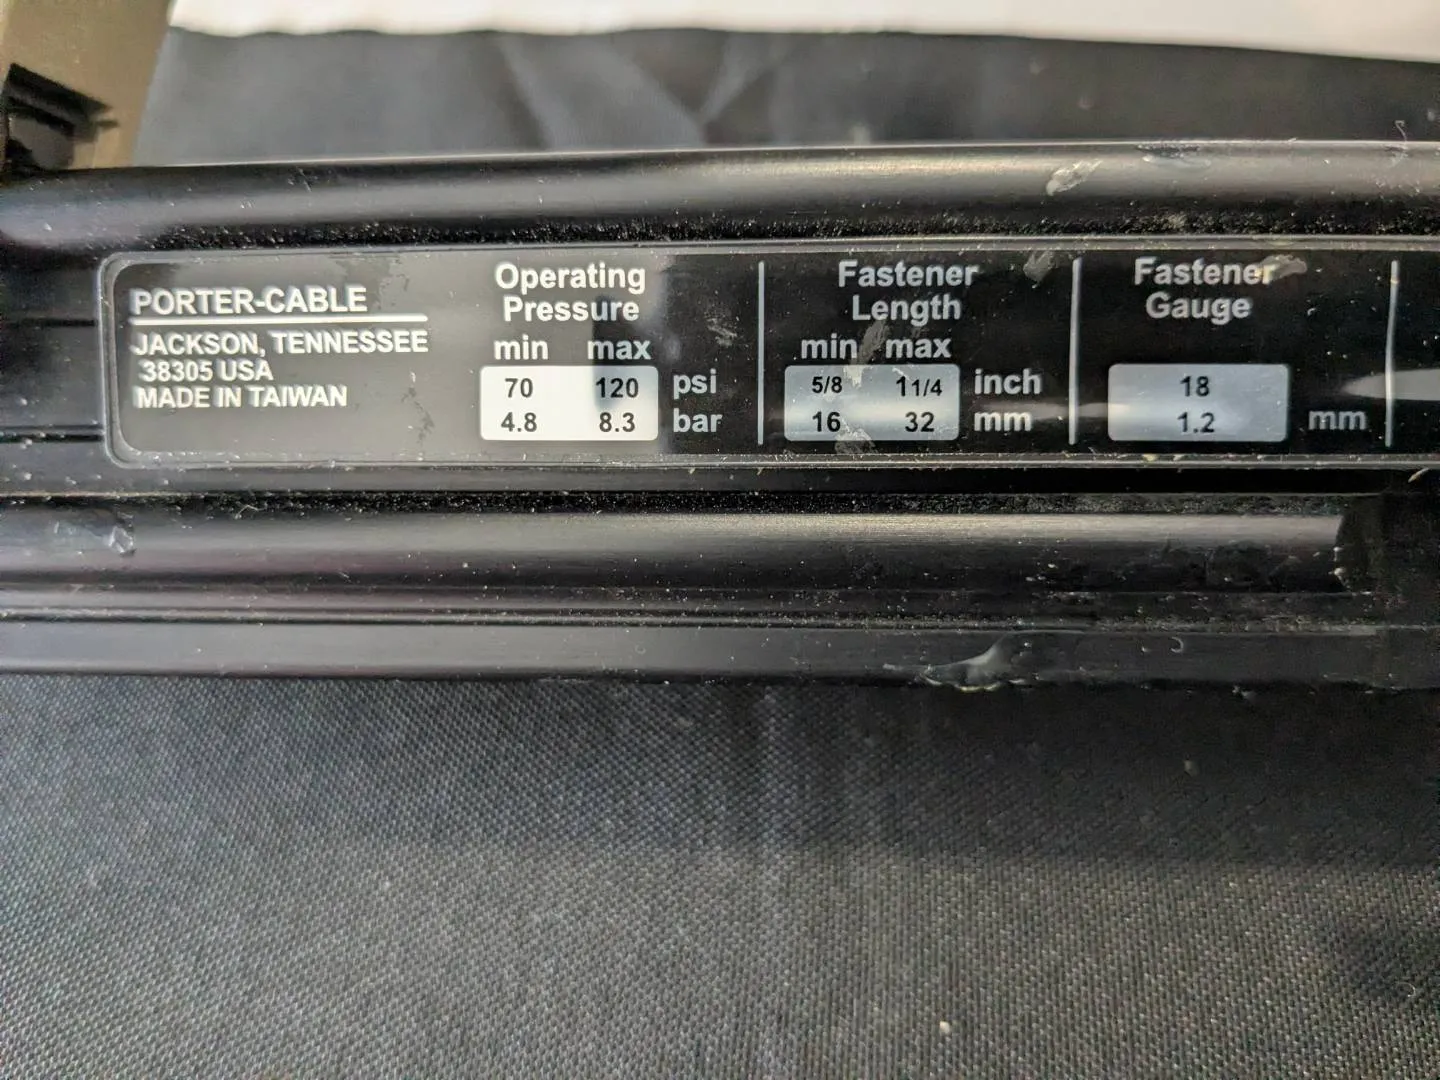 PORTER-CABLE
JACKSON, TENNESSEE
38305 USA
MADE IN TAIWAN
Operating
Pressure
min max
70 120 psi
4.8 8.3 bar
Fastener
Length
min max
5/8 1 1/4 inch
16 32 mm
Fastener
Gauge
18
1.2 mm